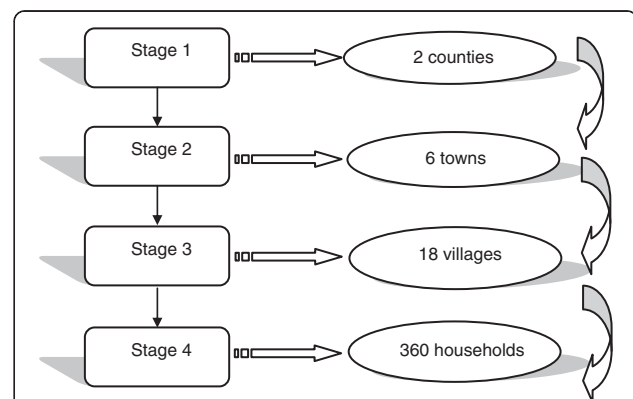 Stage 1
2 counties
Stage 2
6 towns
Stage 3
18 villages
Stage 4
360 households